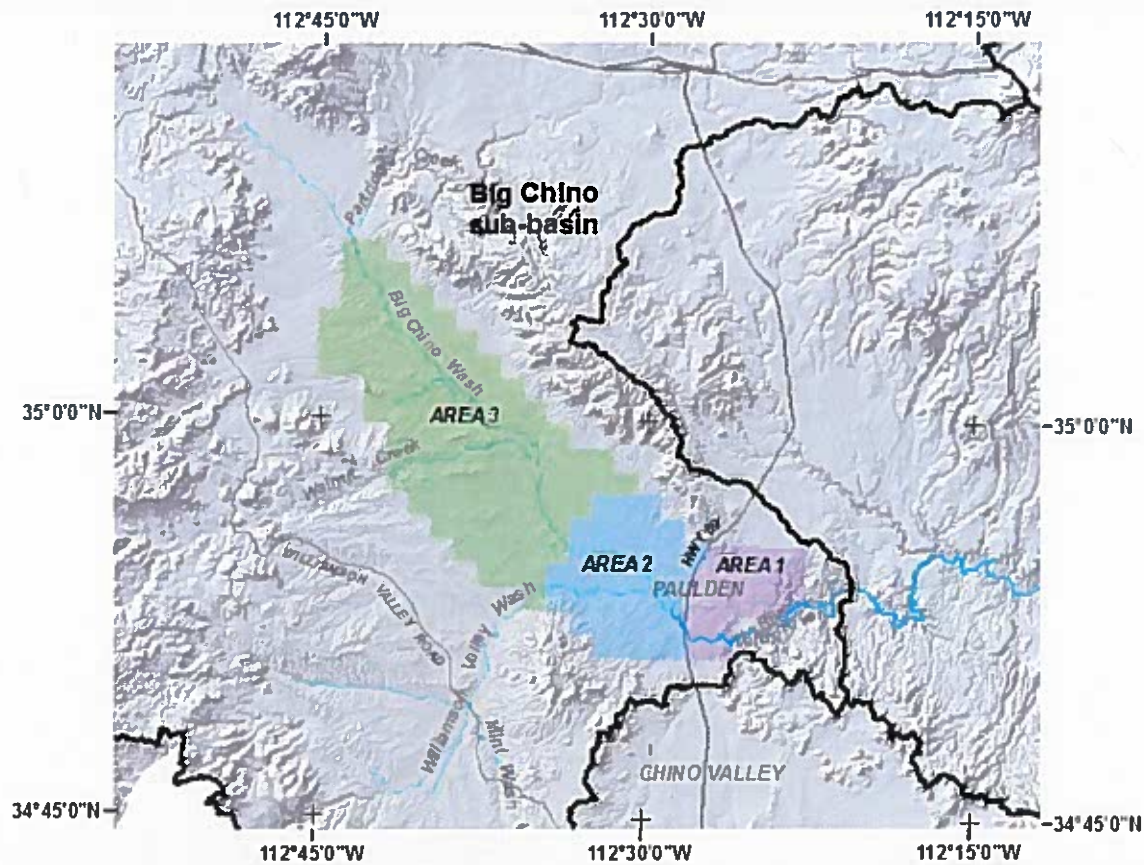 112°45'0"W
112°30'0"W
112°15'0"W
Big Chino
sub-basin
Creek
Big Chino Wash
35°0'0"N
35°0'0"N
AREA 3
Walnut Creek
HWY 89
AREA 2
AREA 1
PAULDEN
WILLIAMSON VALLEY ROAD
Williamson Valley Wash
Mint Wash
CHINO VALLEY
34°45'0"N
34°45'0"N
112°45'0"W
112°30'0"W
112°15'0"W